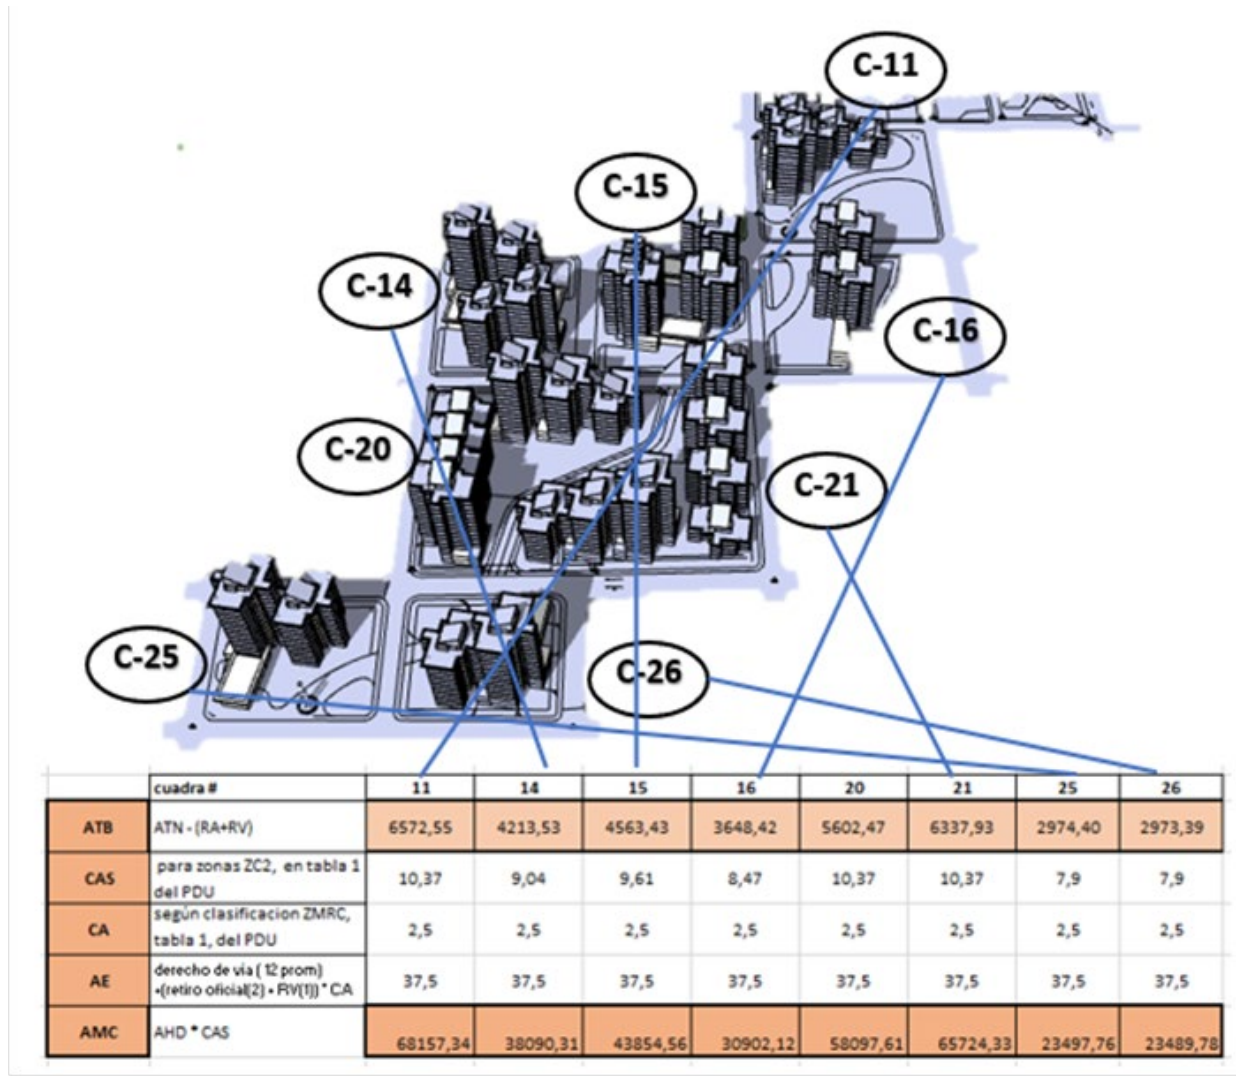 C-11
C-15
C-14
C-16
C-20
C-21
C-25
C-26
cuadra # 11 14 15 16 20 21 25 26
ATB ATN - (RA+RV) 6572,55 4213,53 4563,43 3648,42 5602,47 6337,93 2974,40 2973,39
CAS para zonas ZC2, en tabla 1
del PDU 10,37 9,04 9,61 8,47 10,37 10,37 7,9 7,9
según clasificacion ZMRC,
CA tabla 1, del PDU 2,5 2,5 2,5 2,5 2,5 2,5 2,5 2,5
derecho de via ( 12 prom)
AE +(retiro oficial(2) + RV(1)) * CA 37,5 37,5 37,5 37,5 37,5 37,5 37,5 37,5
AMC AHD * CAS 68157,34 38090,31 43854,56 30902,12 58097,61 65724,33 23497,76 23489,78